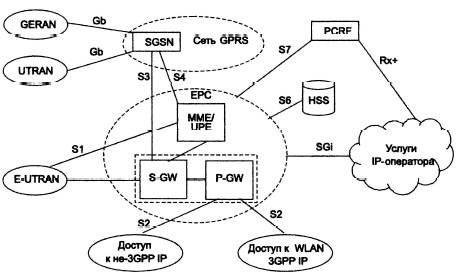 GERAN
Gb
SGSN
Сеть GPRS
PCRF
Gb
S7
UTRAN
S3
S4
Rx+
EPC
S6
HSS
MME/
UPE
S1
SGi
Услуги
IP-оператора
E-UTRAN
S-GW
P-GW
S2
S2
Доступ
к не-3GPP IP
Доступ к WLAN
3GPP IP